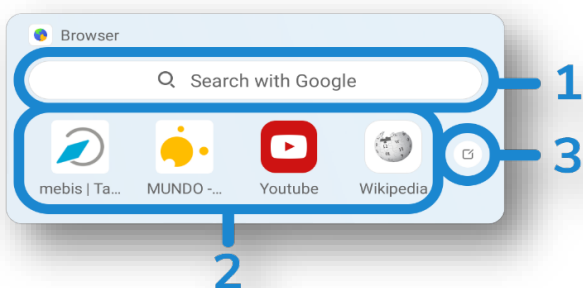 Browser
Search with Google
1
mebis | Ta... MUNDO -... Youtube Wikipedia
3
2